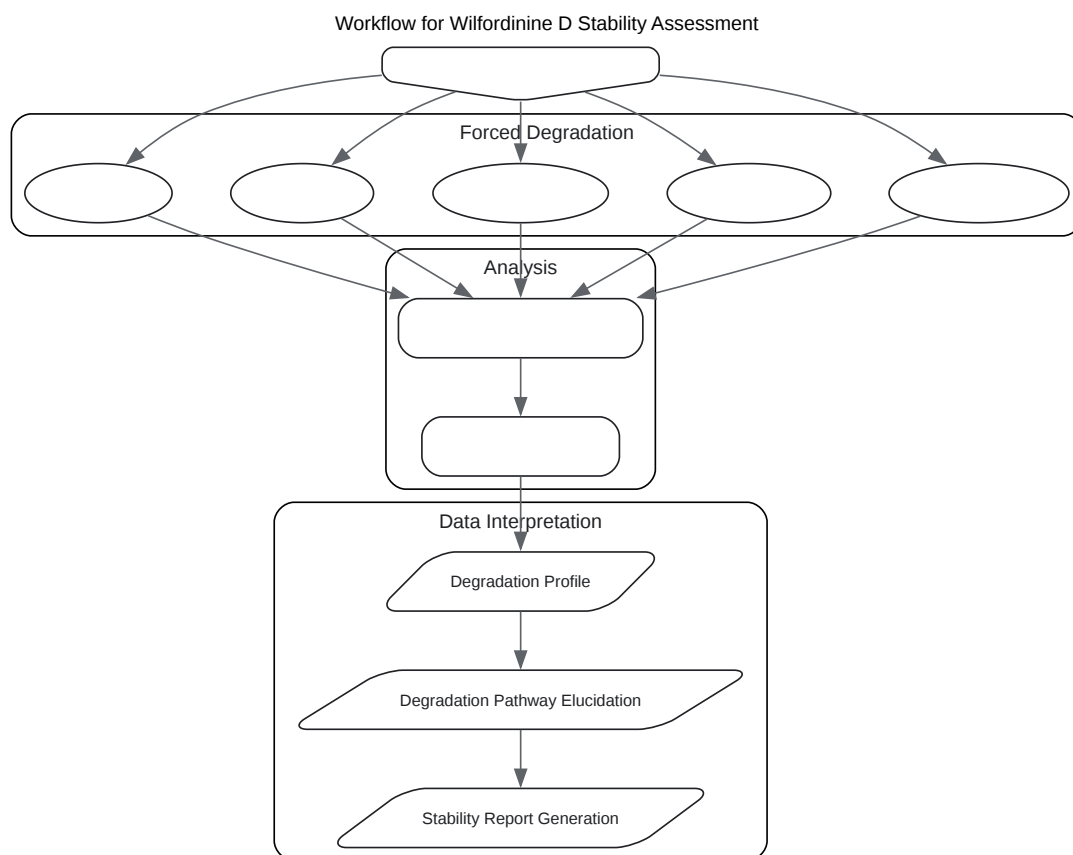 Workflow for Wilfordinine D Stability Assessment
Forced Degradation
Analysis
Data Interpretation
Degradation Profile
Degradation Pathway Elucidation
Stability Report Generation